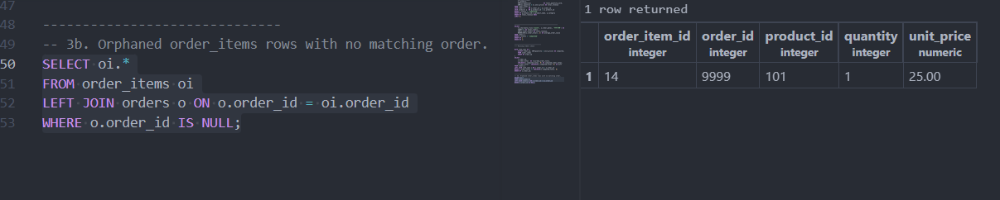 47
48 ------------------------------
49 -- 3b. Orphaned order_items rows with no matching order.
50 SELECT oi.*
51 FROM order_items oi
52 LEFT JOIN orders o ON o.order_id = oi.order_id
53 WHERE o.order_id IS NULL;
1 row returned
order_item_id order_id product_id quantity unit_price
integer integer integer integer numeric
1 14 9999 101 1 25.00